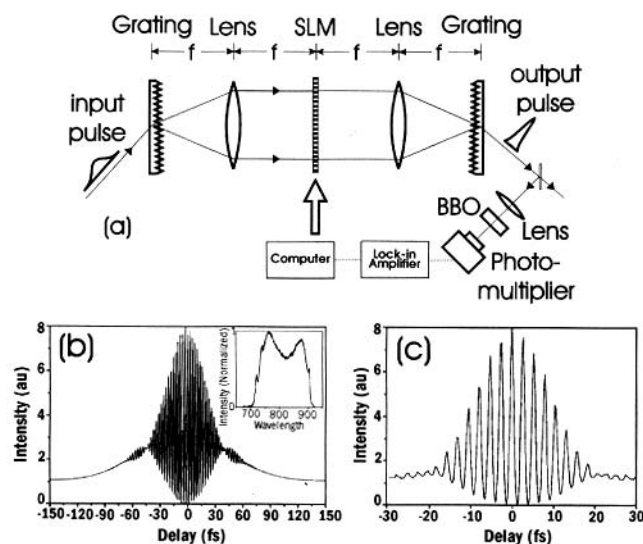 Grating Lens SLM Lens Grating
f f f f
input
pulse
output
pulse
(a)
BBO
Lens
Computer
Lock-in
Amplifier
Photo-
multiplier
(b)
Intensity (au)
8
6
4
2
0
-150 -120 -90 -60 -30 0 30 60 90 120 150
Delay (fs)
Intensity (Normalized)
1
0
700 800 900
Wavelength
(c)
Intensity (au)
8
6
4
2
0
-30 -20 -10 0 10 20 30
Delay (fs)